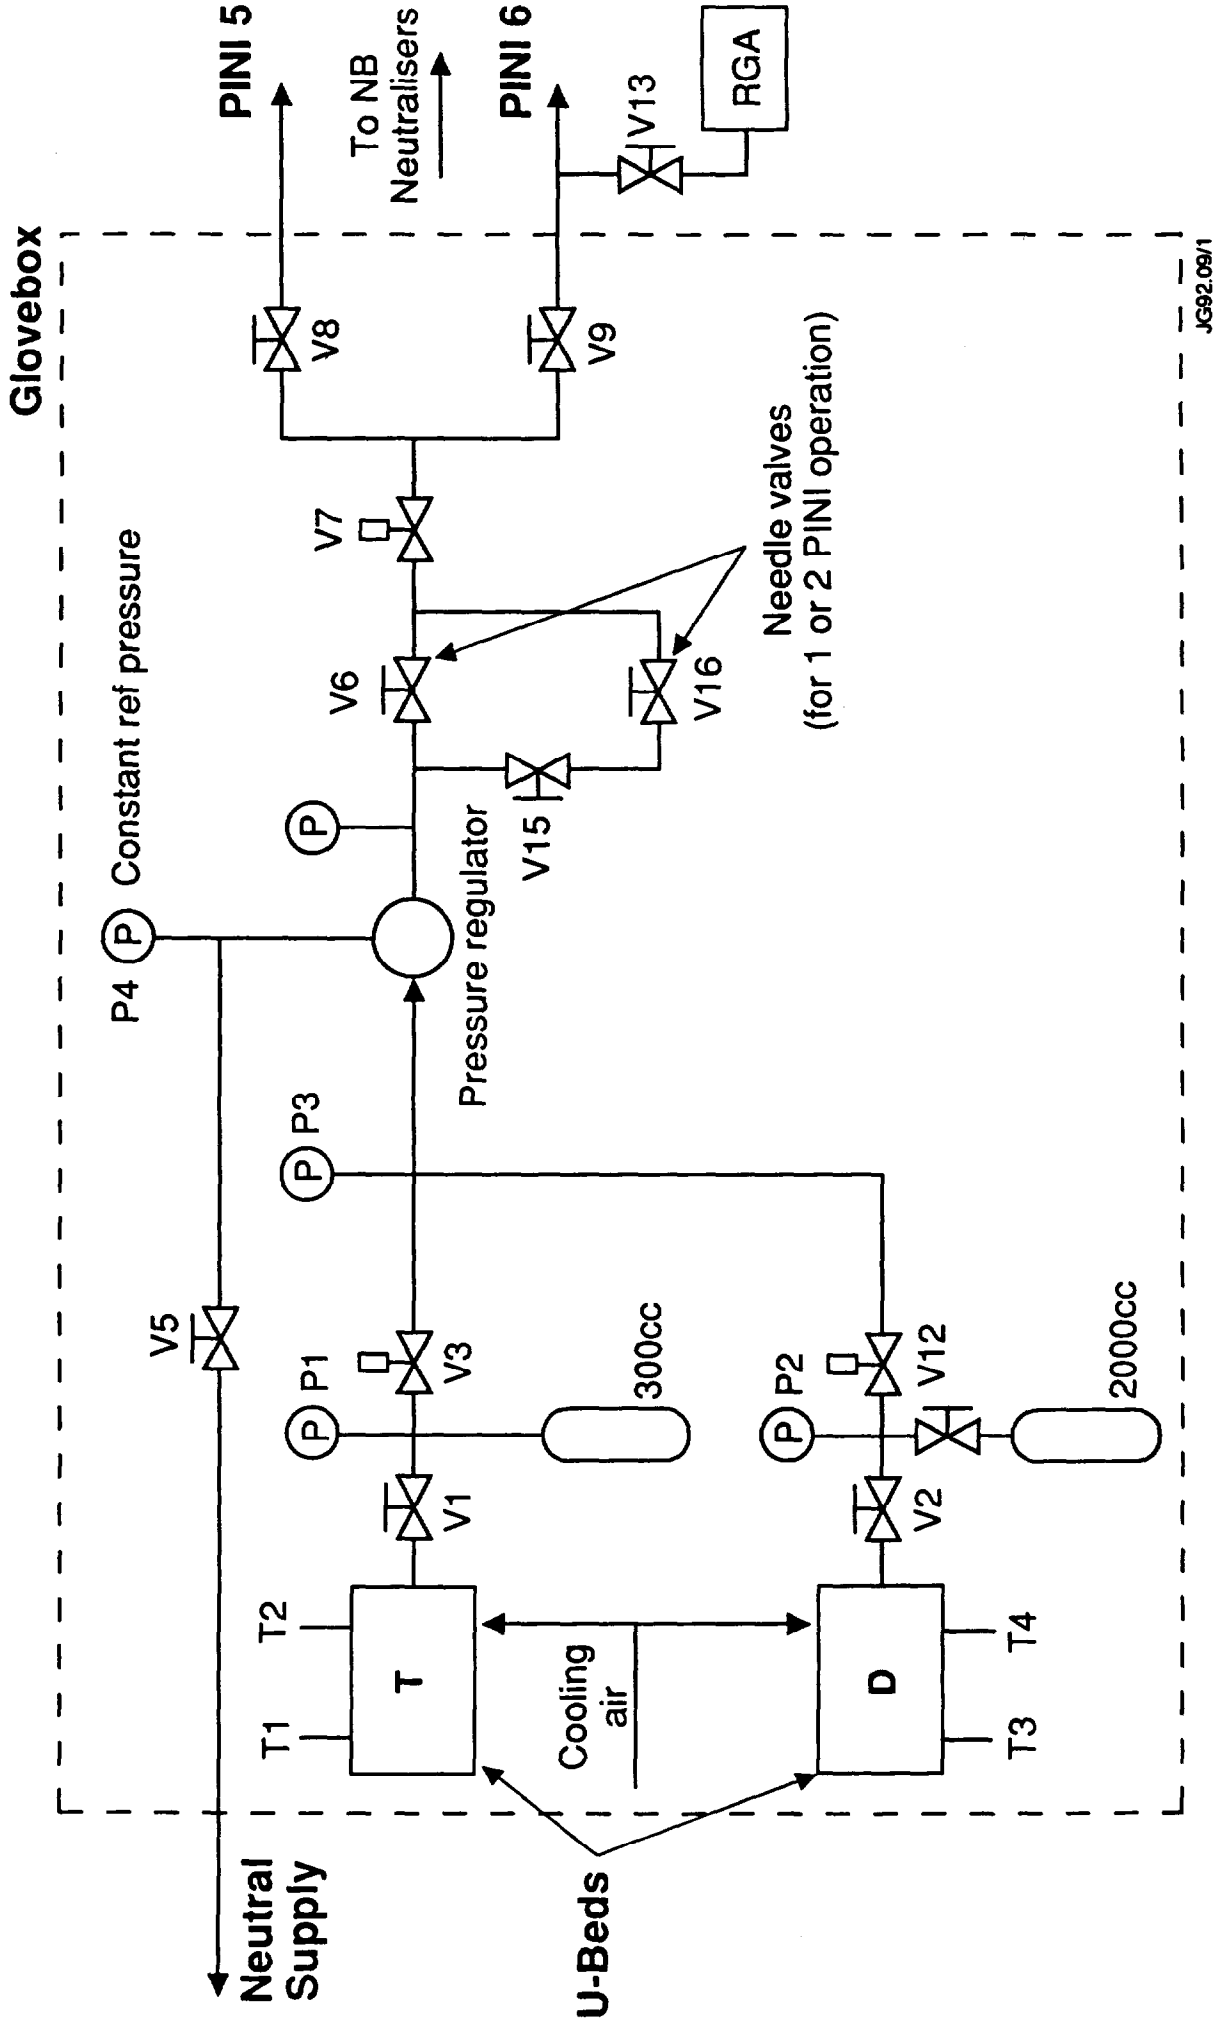 Glovebox
P4
P
Constant ref pressure
PINI 5
V5
V8
To NB
Neutralisers
Neutral
Supply
P
P1
P
P3
P
V7
V6
T1
T2
T
V1
V3
300cc
Pressure regulator
V15
V16
V9
PINI 6
V13
RGA
Cooling
air
U-Beds
Needle valves
(for 1 or 2 PINI operation)
P
P2
D
V2
V12
2000cc
T3
T4
JG92.09/1